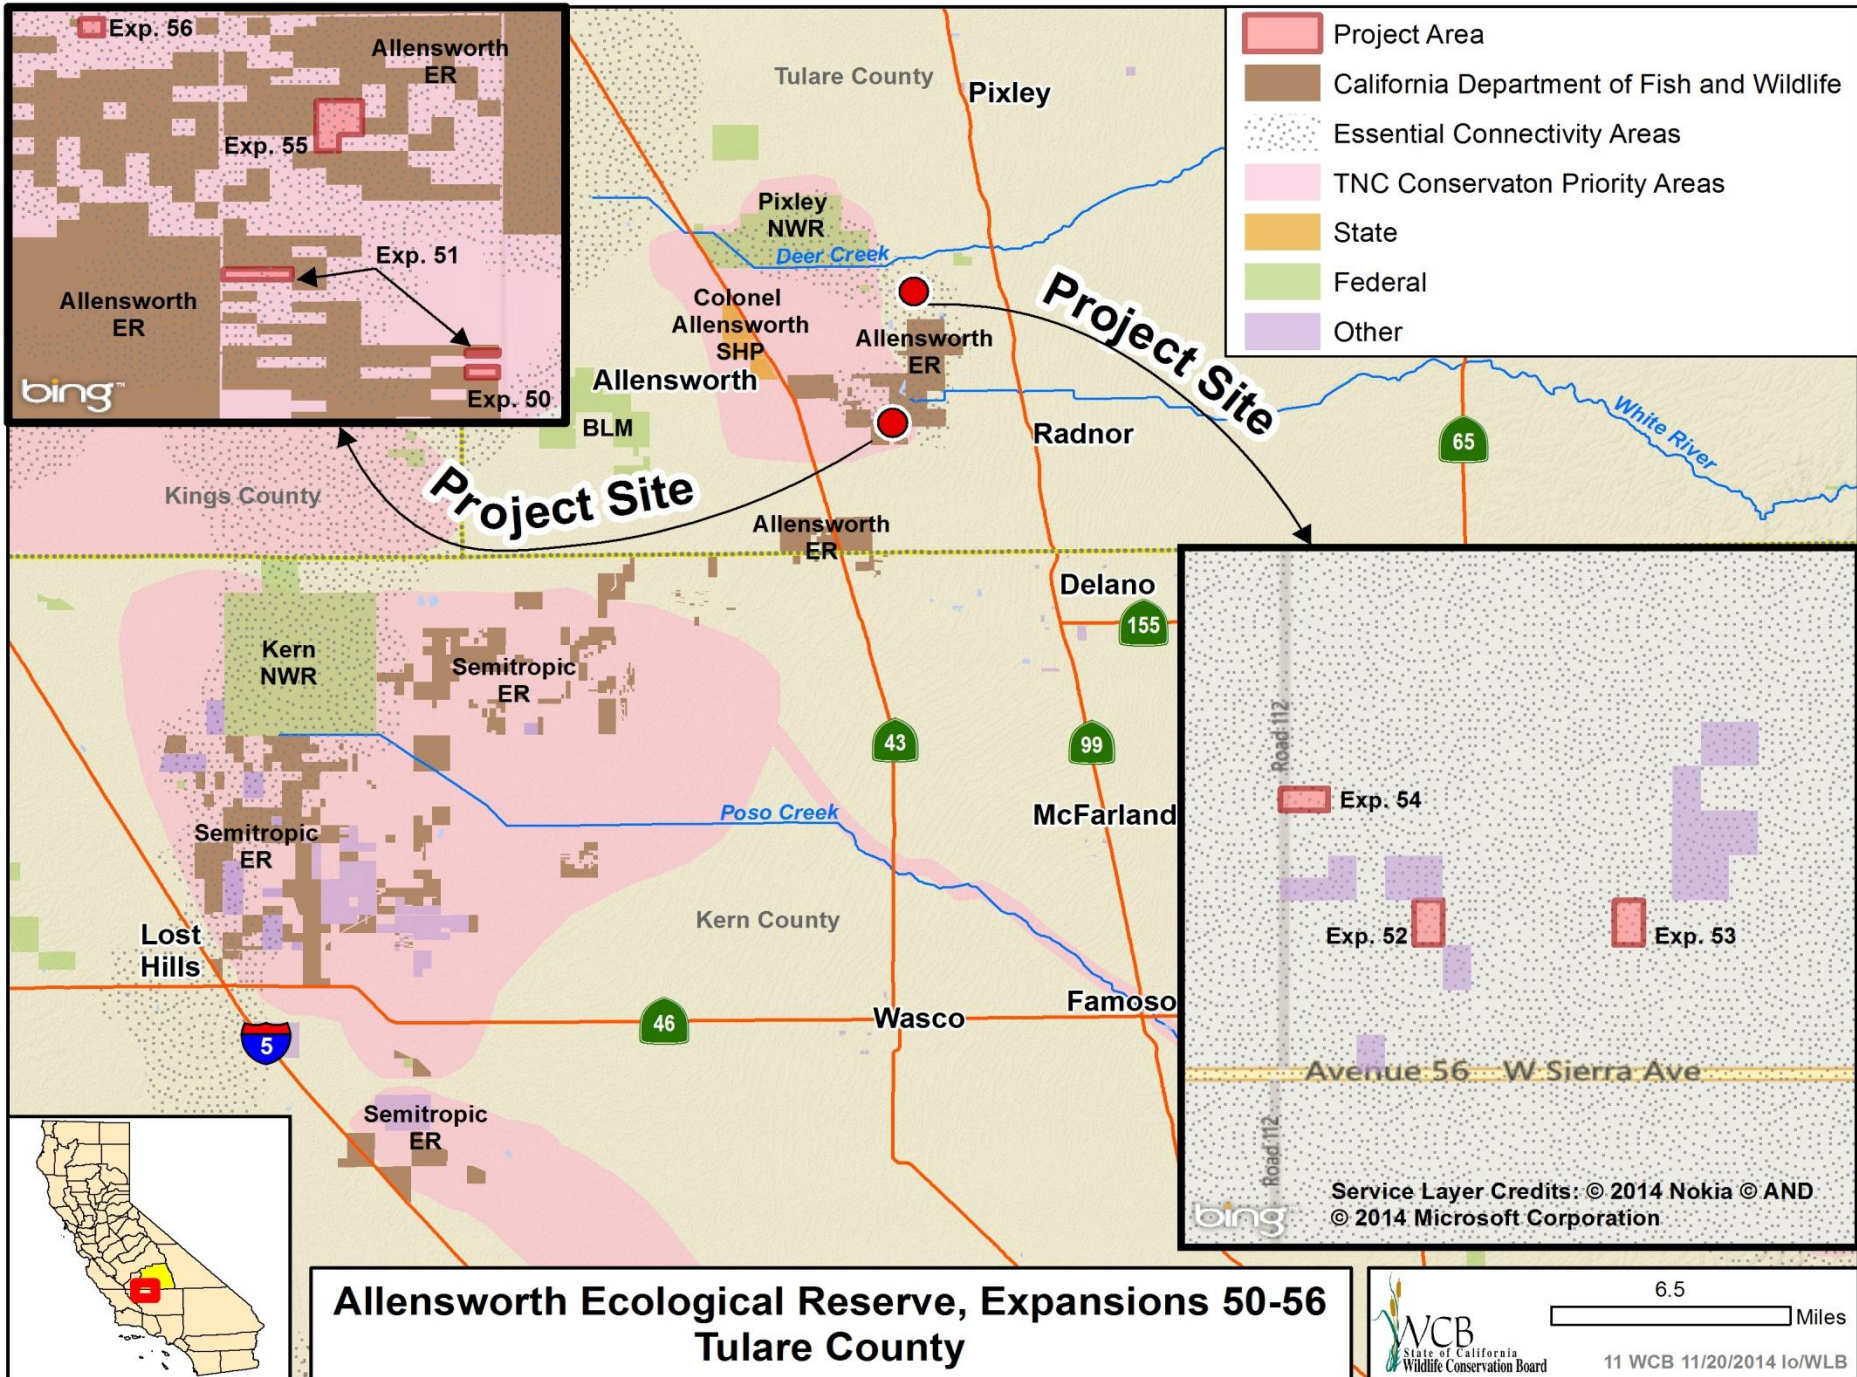 Exp. 56
Allensworth
ER
Exp. 55
Exp. 51
Allensworth
ER
Exp. 50
bing™
Tulare County
Pixley
Pixley
NWR
Deer Creek
Colonel
Allensworth
SHP
Allensworth
Allensworth
ER
BLM
Radnor
Project Site
Project Site
Project Area
California Department of Fish and Wildlife
Essential Connectivity Areas
TNC Conservaton Priority Areas
State
Federal
Other
65
White River
Kings County
Allensworth
ER
Delano
155
Kern
NWR
Semitropic
ER
43
99
Poso Creek
McFarland
Semitropic
ER
Kern County
Lost
Hills
Famoso
Wasco
46
5
Semitropic
ER
Road 112
Exp. 54
Exp. 52
Exp. 53
Avenue 56 W Sierra Ave
Road 112
Service Layer Credits: © 2014 Nokia © AND
© 2014 Microsoft Corporation
bing
Allensworth Ecological Reserve, Expansions 50-56
Tulare County
WCB
State of California
Wildlife Conservation Board
6.5
Miles
11 WCB 11/20/2014 lo/WLB